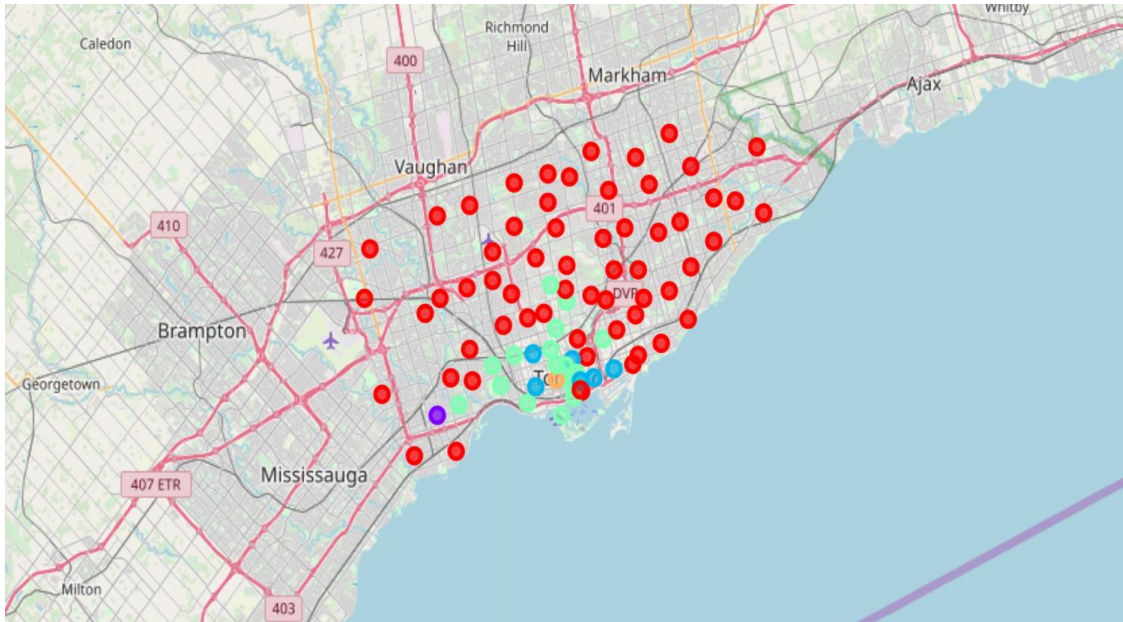 Whitby
Richmond
Hill
Caledon
400
Markham
Ajax
Vaughan
401
410
427
DVP
Brampton
Georgetown
Mississauga
407 ETR
Milton
403